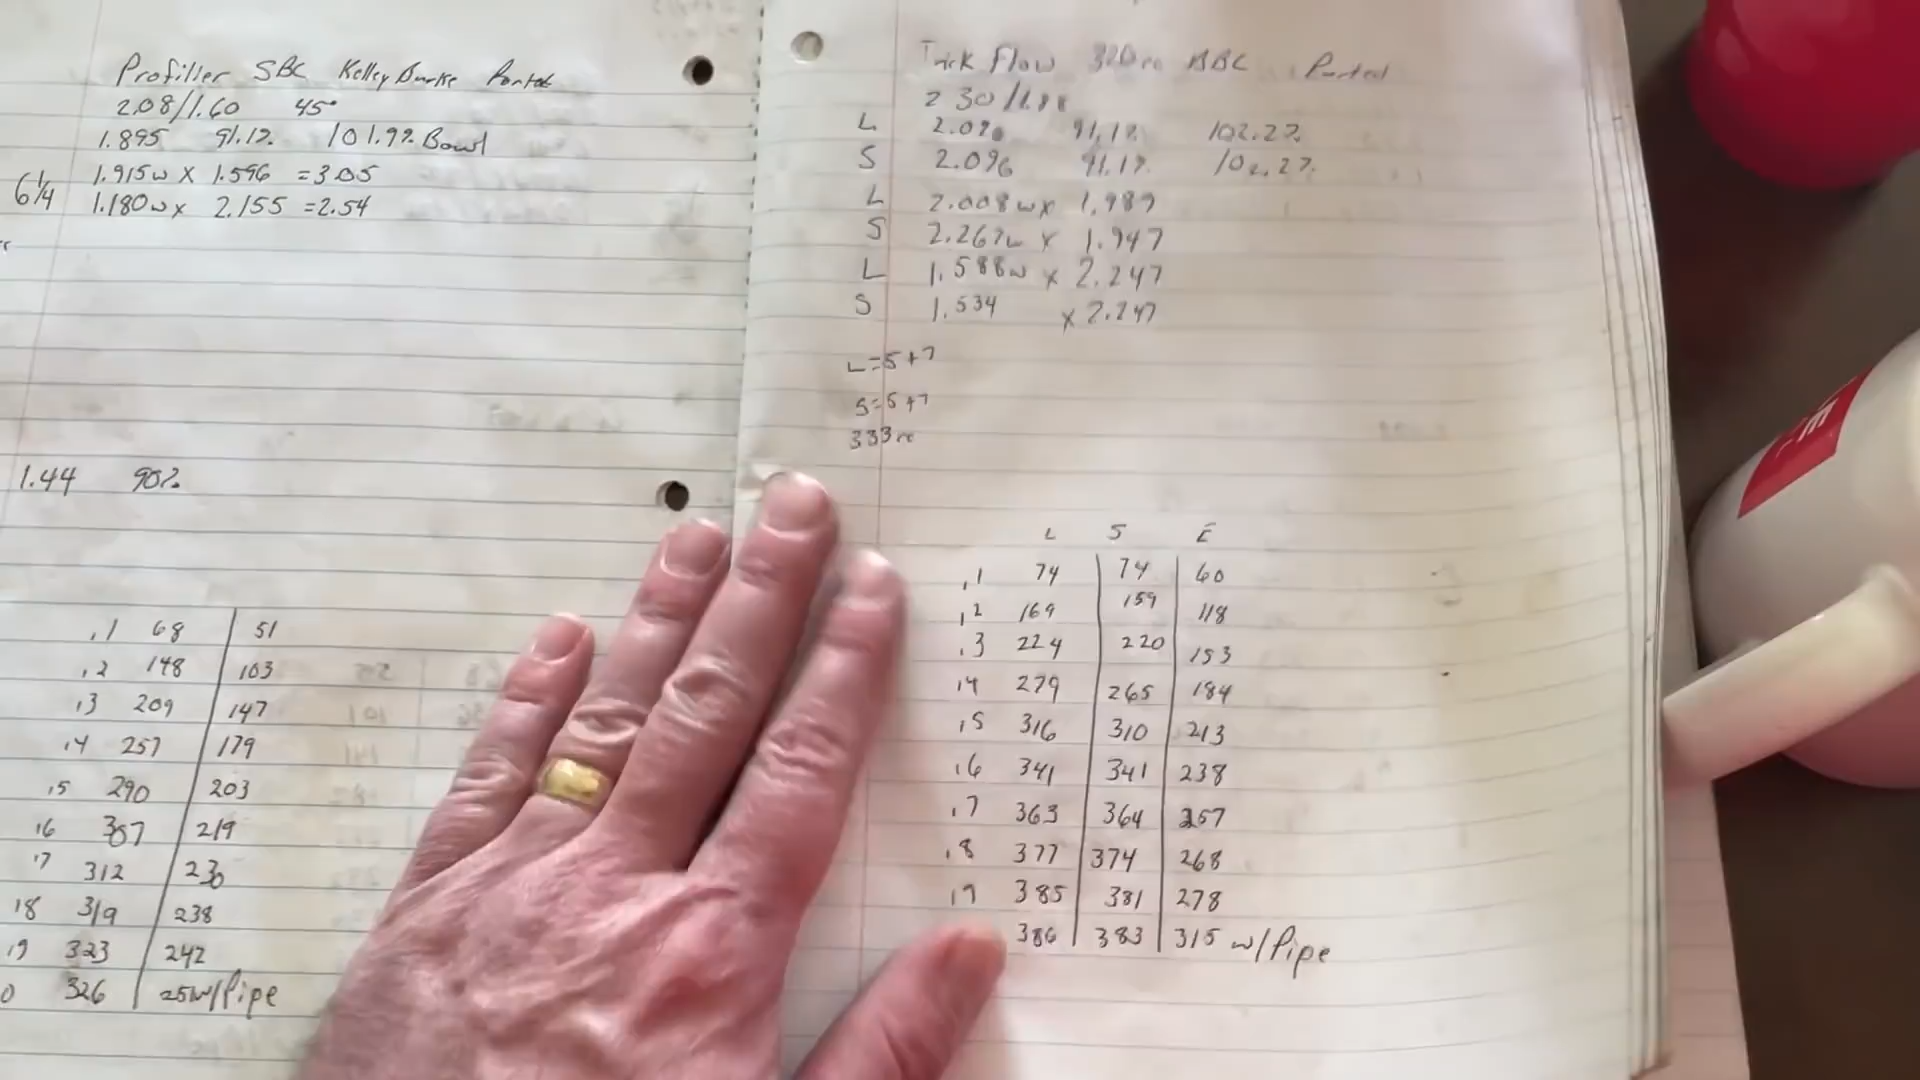 Profiler SBC Kelley Burke Ported
2.08/1.60 45°
1.895 91.1% 101.9% Bowl
1.915w x 1.596 = 3.05
6 1/4 1.180w x 2.155 = 2.54
1.44 90%
.1 68 51
.2 148 103
.3 209 147
.4 257 179
.5 290 203
.6 307 219
.7 312 230
.8 319 238
.9 323 242
0 326 25 w/Pipe
Trick Flow 320cc BBC Ported
2 30/1.88
L 2.096 91.1% 102.2%
S 2.096 91.1% 102.2%
L 2.008w x 1.989
S 2.267w x 1.947
L 1.588w x 2.247
S 1.534 x 2.247
L=5+7
S=5+7
333cc
L S E
.1 74 74 60
.2 169 159 118
.3 224 220 153
.4 279 265 184
.5 316 310 213
.6 341 341 238
.7 363 364 257
.8 377 374 268
.9 385 381 278
386 383 315 w/Pipe